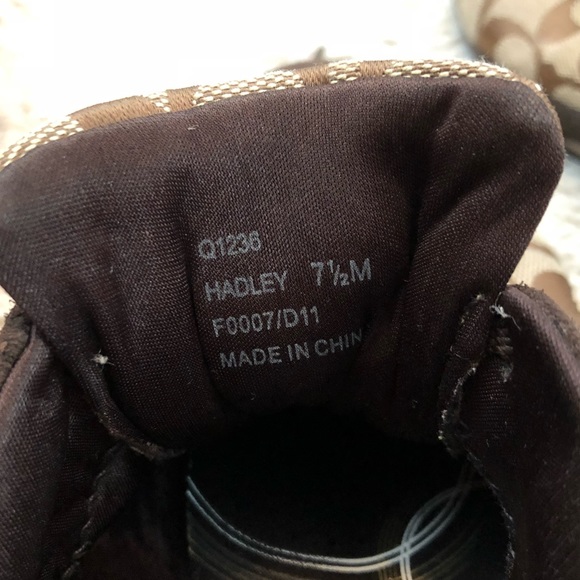 Q1236
HADLEY 7½M
F0007/D11
MADE IN CHIN